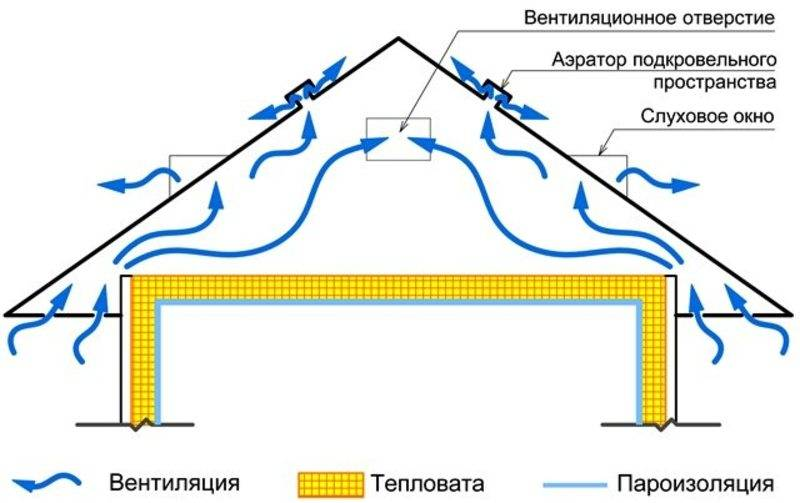 Вентиляционное отверстие
Аэратор подкровельного
пространства
Слуховое окно
Вентиляция
Тепловата
Пароизоляция